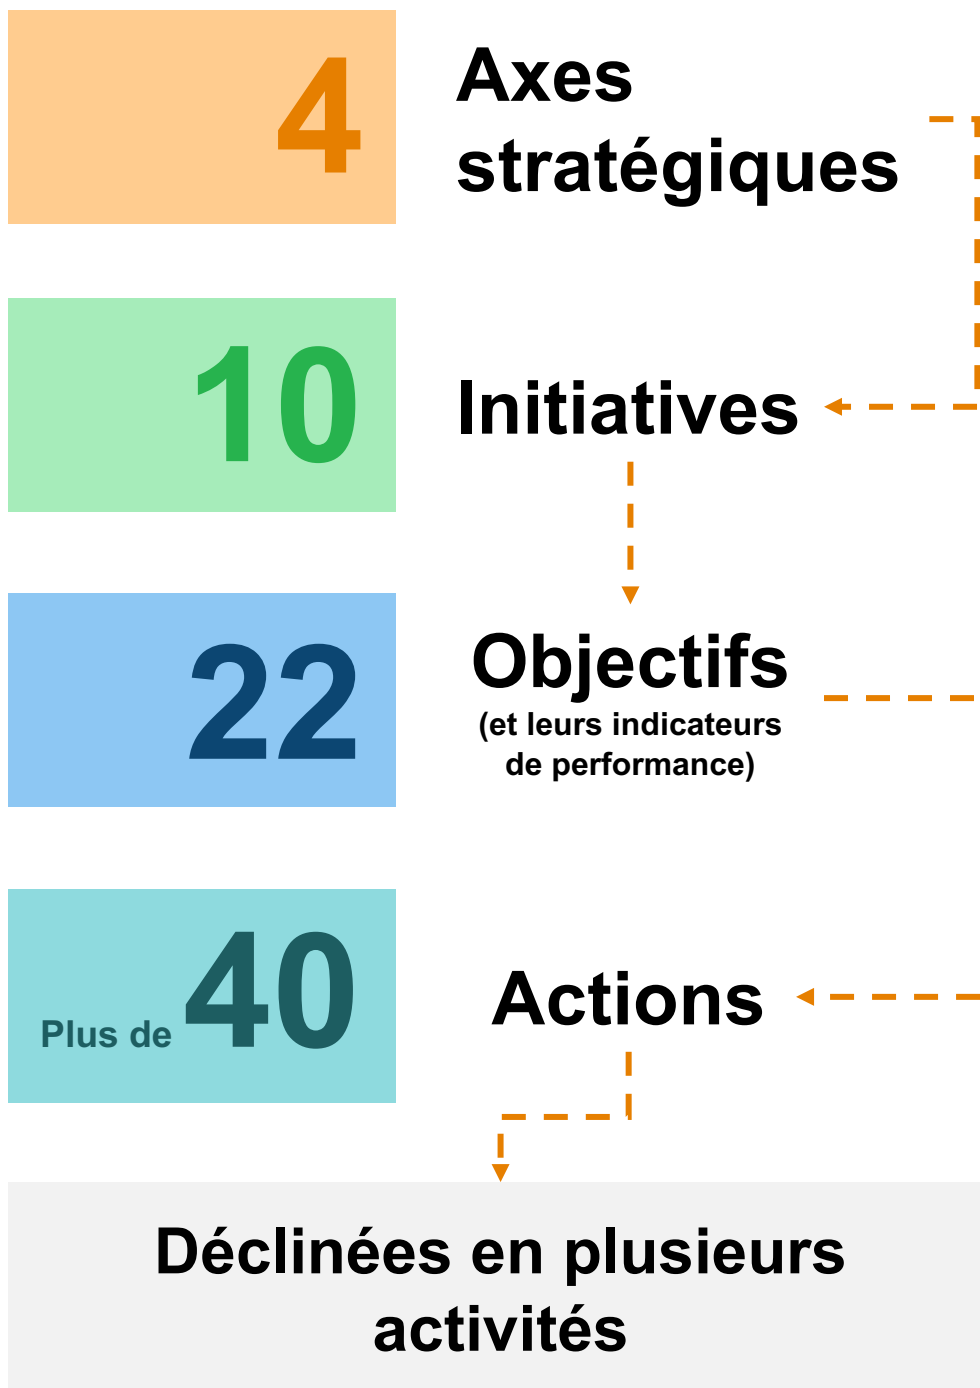 4
Axes
stratégiques
10
Initiatives
22
Objectifs
(et leurs indicateurs
de performance)
Plus de 40
Actions
Déclinées en plusieurs
activités